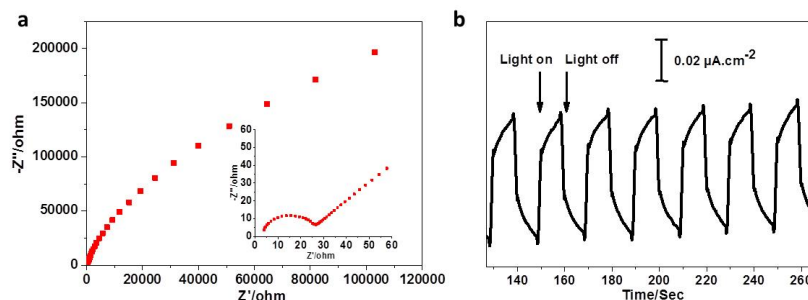 a
200000
150000
100000
50000
0
-Z''/ohm
0 20000 40000 60000 80000 100000 120000
Z'/ohm
60
50
40
30
20
10
0
-Z''/ohm
0 10 20 30 40 50 60
Z'/ohm
b
Light on Light off
0.02 µA.cm-2
140 160 180 200 220 240 260
Time/Sec